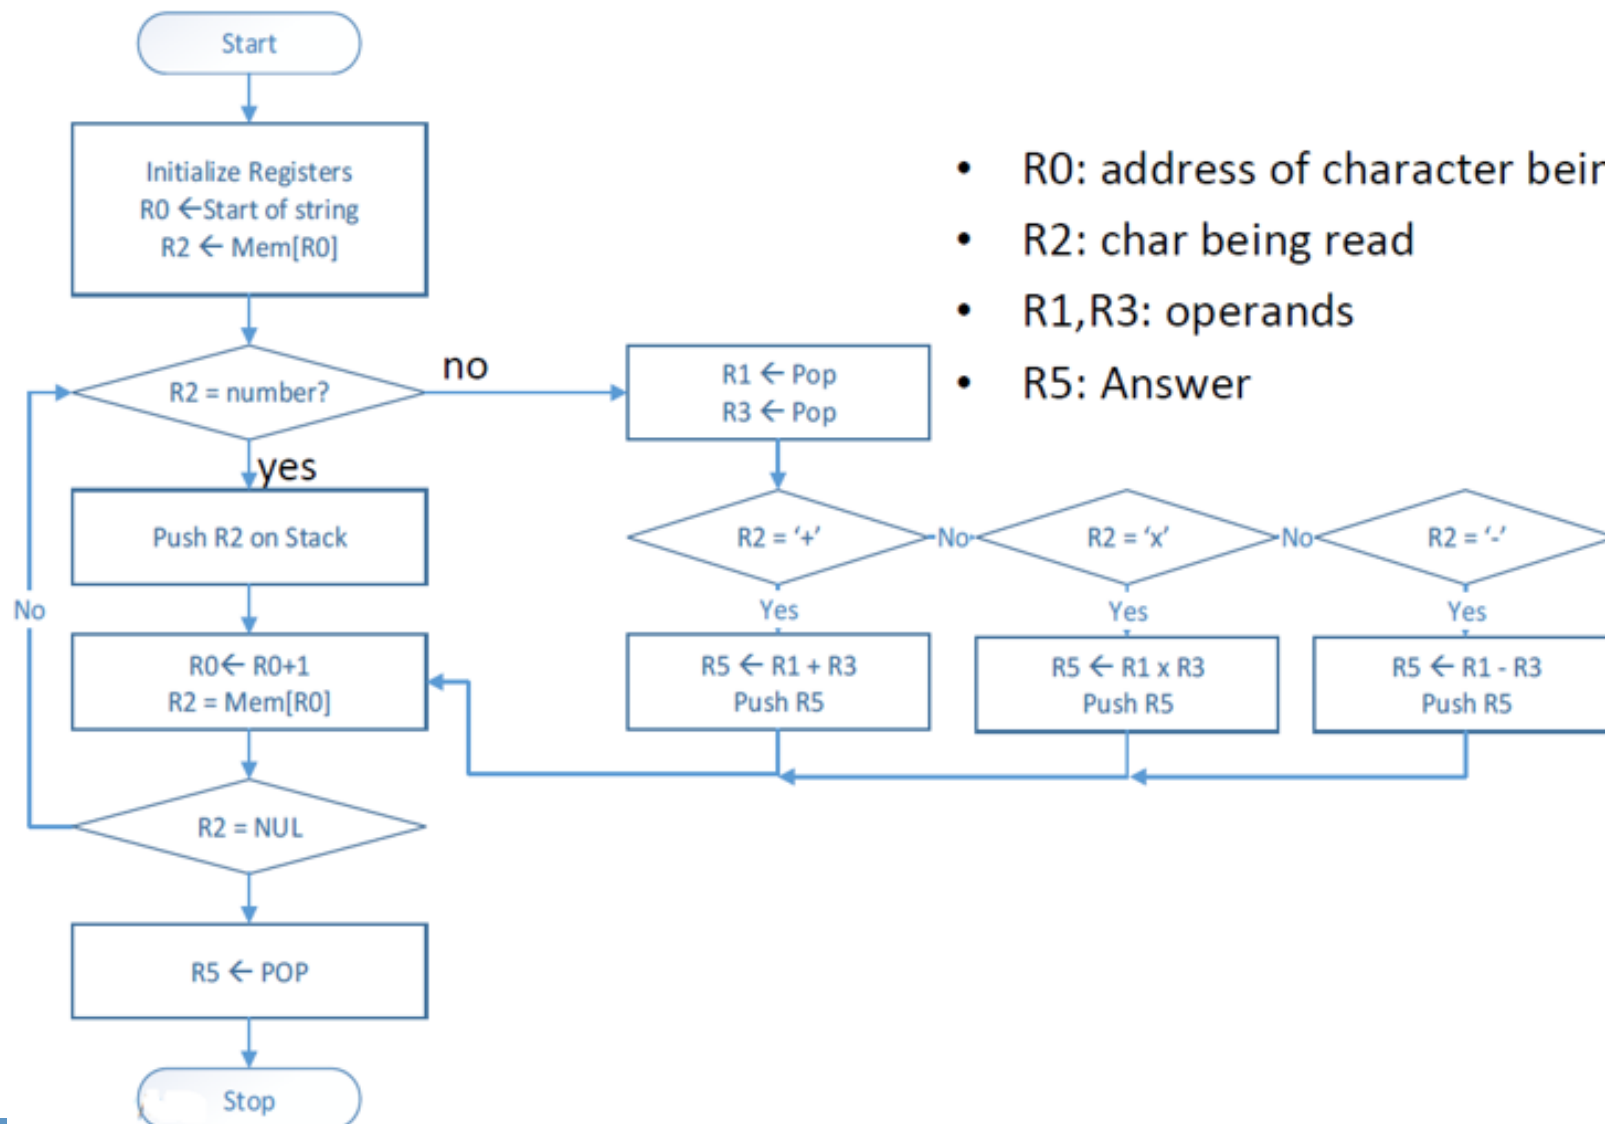 Start
Initialize Registers
R0 ←Start of string
R2 ← Mem[R0]
R2 = number?
no
yes
Push R2 on Stack
No
R0← R0+1
R2 = Mem[R0]
R2 = NUL
R5 ← POP
Stop
R1 ← Pop
R3 ← Pop
R2 = ‘+’
No
R2 = ‘x’
No
R2 = ‘-’
Yes
Yes
Yes
R5 ← R1 + R3
Push R5
R5 ← R1 x R3
Push R5
R5 ← R1 - R3
Push R5
• R0: address of character
• R2: char being read
• R1,R3: operands
• R5: Answer